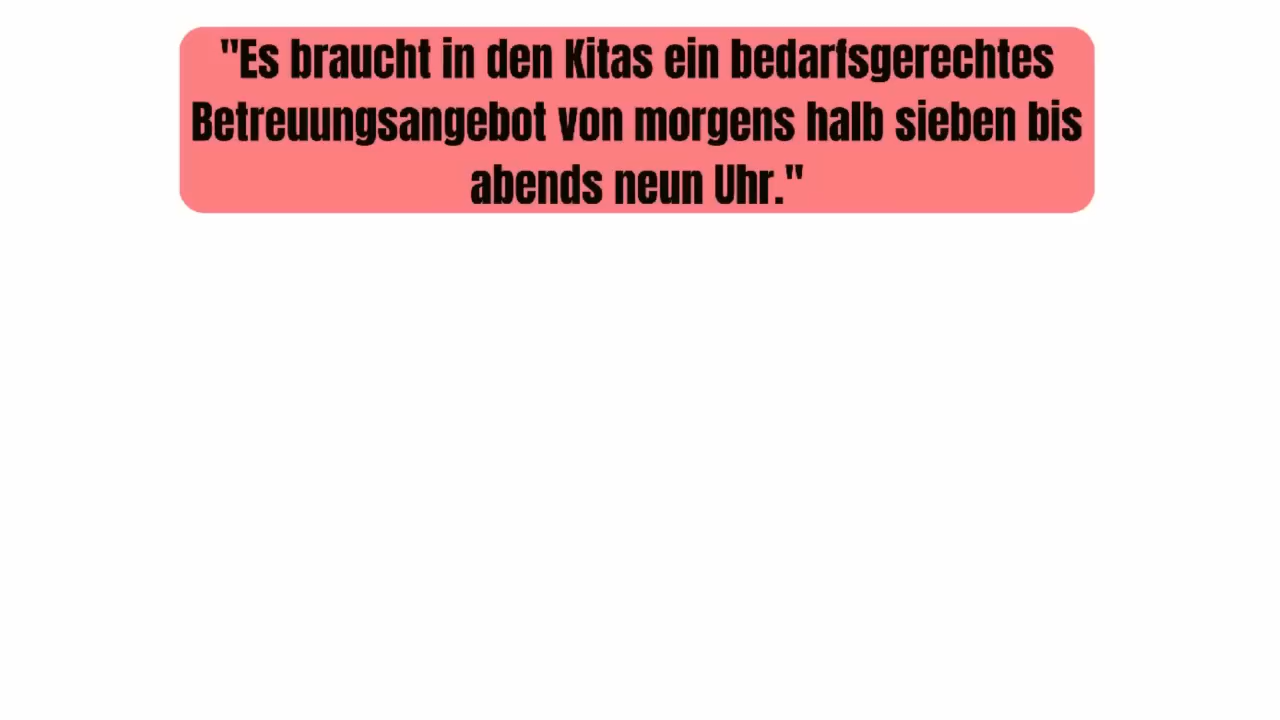 "Es braucht in den Kitas ein bedarfsgerechtes
Betreuungsangebot von morgens halb sieben bis
abends neun Uhr."